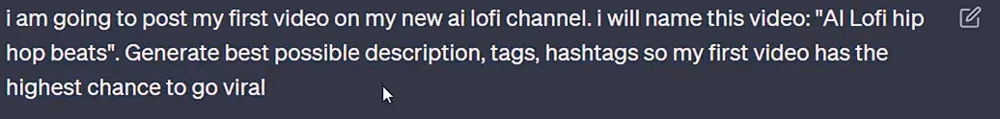 i am going to post my first video on my new ai lofi channel. i will name this video: "AI Lofi hip
hop beats". Generate best possible description, tags, hashtags so my first video has the
highest chance to go viral